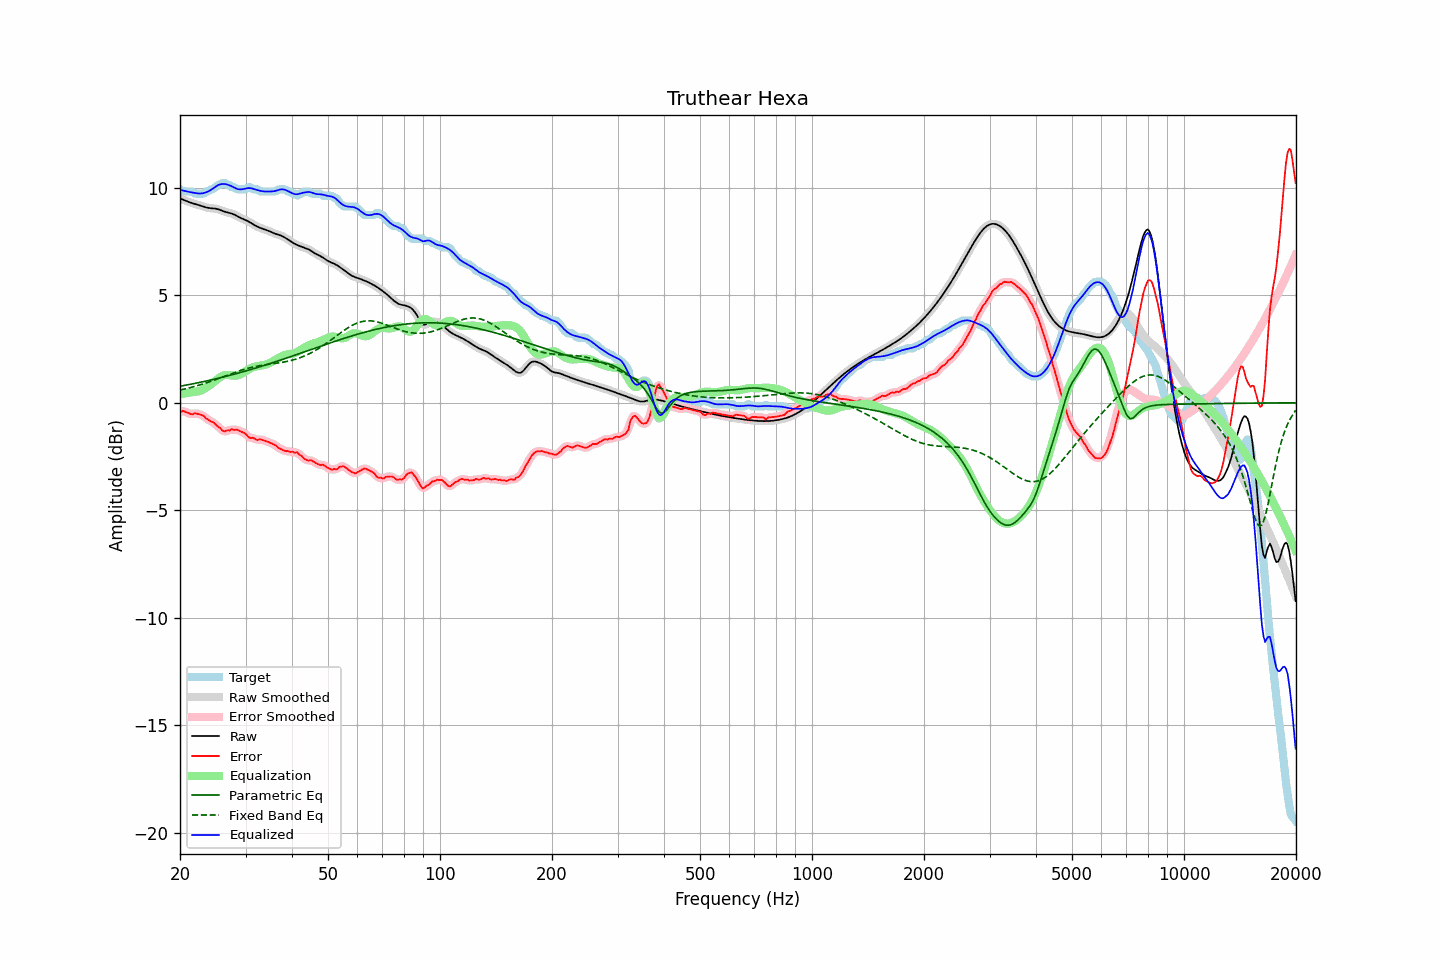 Truthear Hexa
Amplitude (dBr)
10
5
0
−5
−10
−15
−20
Target
Raw Smoothed
Error Smoothed
Raw
Error
Equalization
Parametric Eq
Fixed Band Eq
Equalized
20
50
100
200
500
1000
2000
5000
10000
20000
Frequency (Hz)